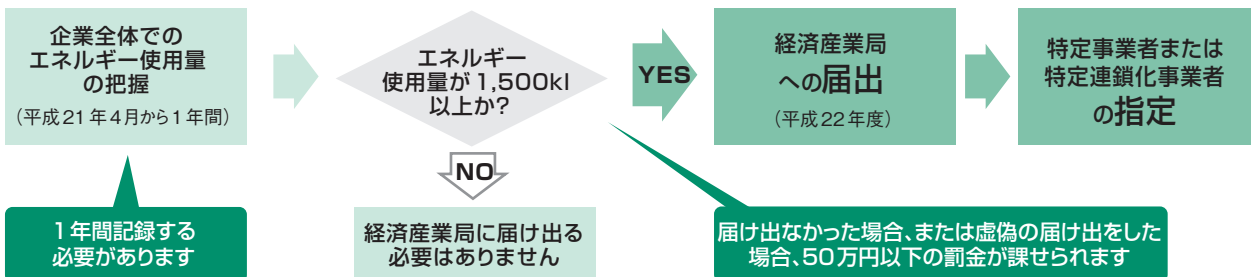 企業全体での
エネルギー使用量
の把握
（平成21年4月から1年間）
エネルギー
使用量が1,500kl
以上か?
YES
経済産業局
への届出
（平成22年度）
特定事業者または
特定連鎖化事業者
の指定
NO
1年間記録する
必要があります
経済産業局に届け出る
必要はありません
届け出なかった場合、または虚偽の届け出をした
場合、50万円以下の罰金が課せられます